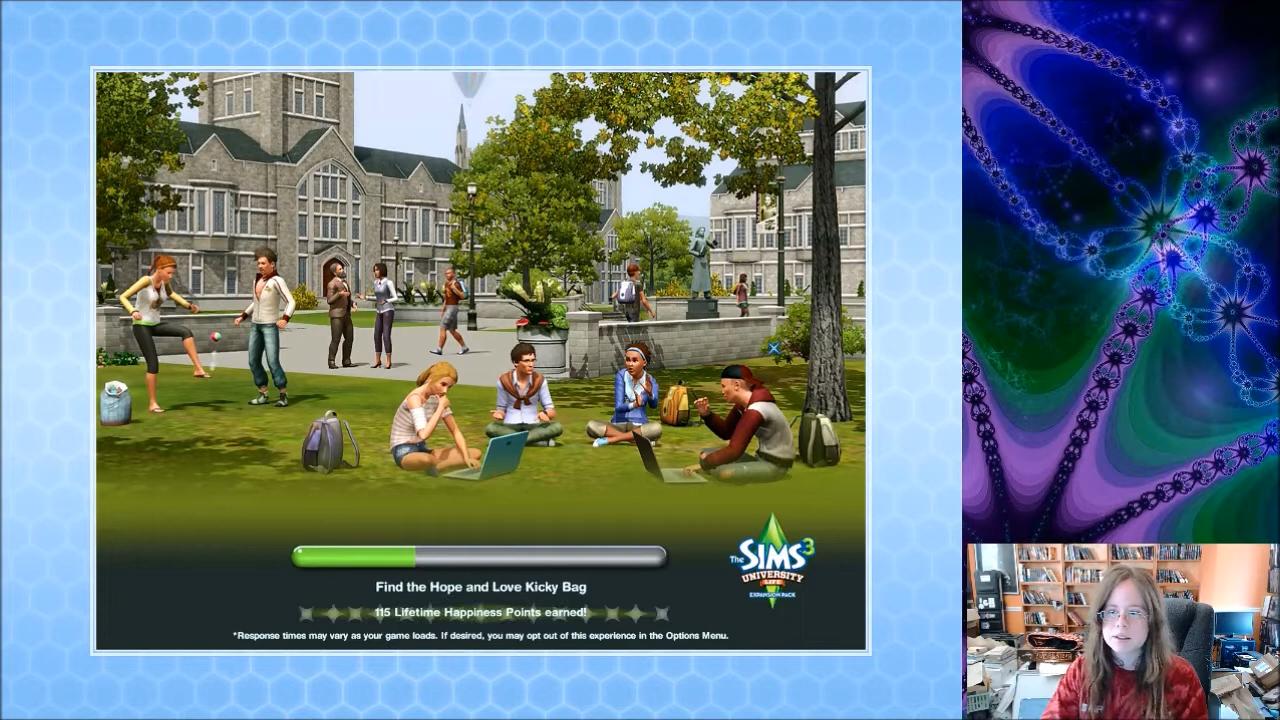 The SIMS 3
UNIVERSITY
LIFE
EXPANSION PACK
Find the Hope and Love Kicky Bag
115 Lifetime Happiness Points earned!
*Response times may vary as your game loads. If desired, you may opt out of this experience in the Options Menu.